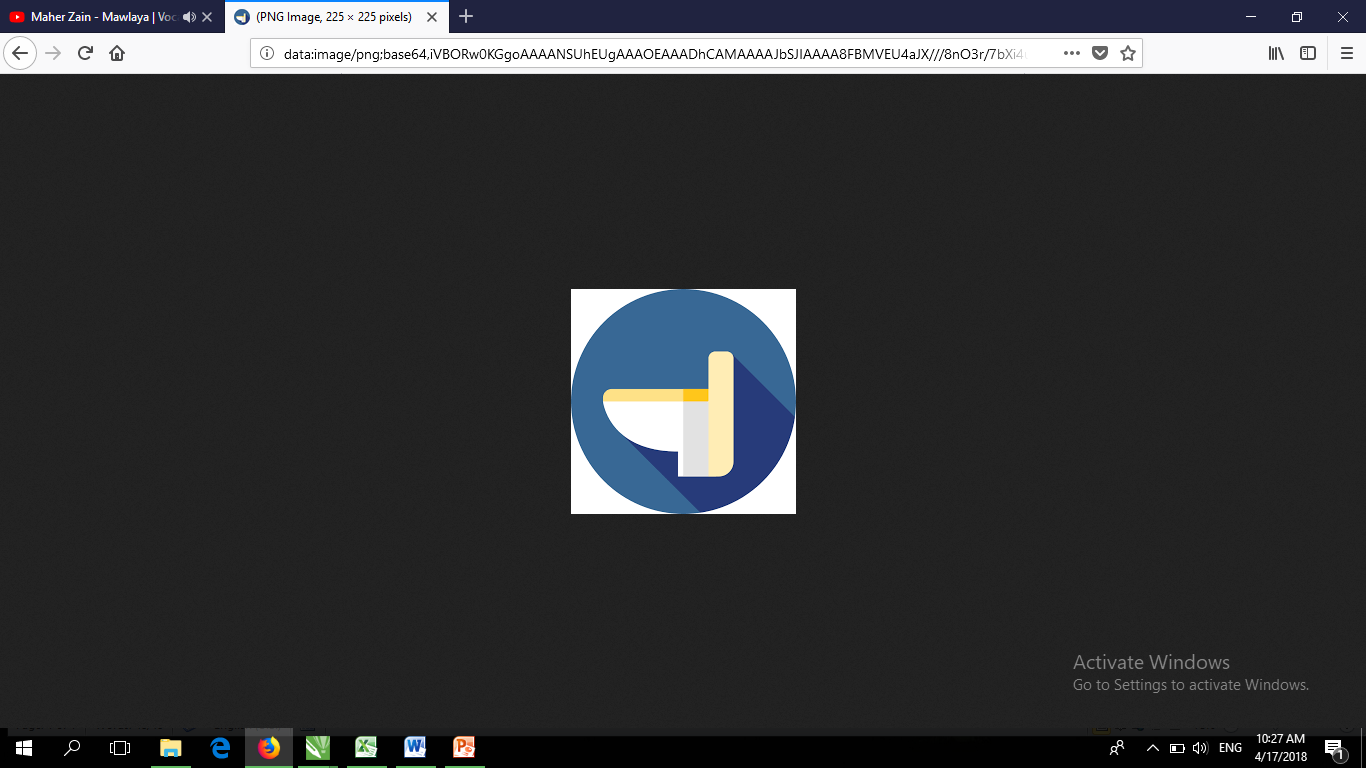 Maher Zain - Mawlaya | Voc
(PNG Image, 225 × 225 pixels)
data:image/png;base64,iVBORw0KGgoAAAANSUhEUgAAAOEAAADhCAMAAAAJbSJIAAAA8FBMVEU4aJX///8nO3r/7bXi4
Activate Windows
Go to Settings to activate Windows.
ENG
10:27 AM
4/17/2018
1